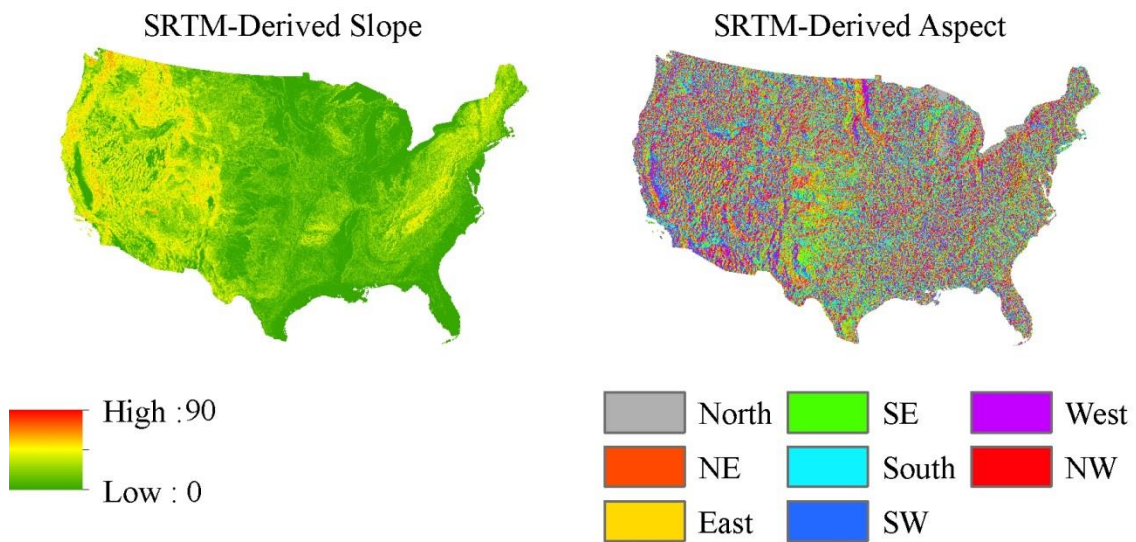 SRTM-Derived Slope
SRTM-Derived Aspect
High : 90
Low : 0
North
SE
West
NE
South
NW
East
SW